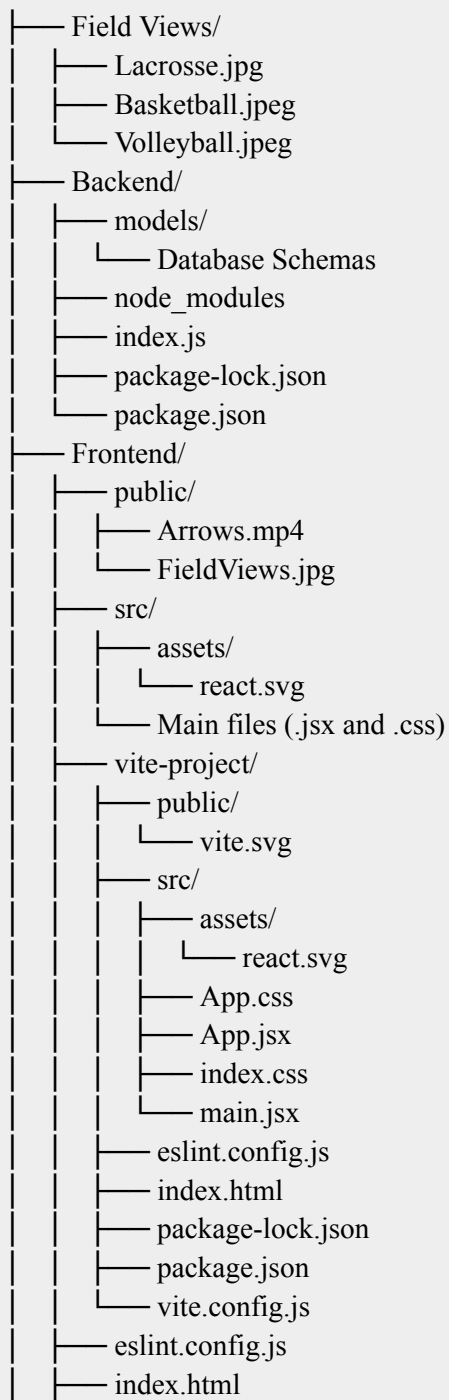 ├── Field Views/
│   ├── Lacrosse.jpg
│   ├── Basketball.jpeg
│   └── Volleyball.jpeg
├── Backend/
│   ├── models/
│   │   └── Database Schemas
│   ├── node_modules
│   ├── index.js
│   ├── package-lock.json
│   └── package.json
├── Frontend/
│   ├── public/
│   │   ├── Arrows.mp4
│   │   └── FieldViews.jpg
│   ├── src/
│   │   ├── assets/
│   │   │   └── react.svg
│   │   └── Main files (.jsx and .css)
│   ├── vite-project/
│   │   ├── public/
│   │   │   └── vite.svg
│   │   ├── src/
│   │   │   ├── assets/
│   │   │   │   └── react.svg
│   │   │   ├── App.css
│   │   │   ├── App.jsx
│   │   │   ├── index.css
│   │   │   └── main.jsx
│   │   ├── eslint.config.js
│   │   ├── index.html
│   │   ├── package-lock.json
│   │   ├── package.json
│   │   └── vite.config.js
│   ├── eslint.config.js
│   ├── index.html